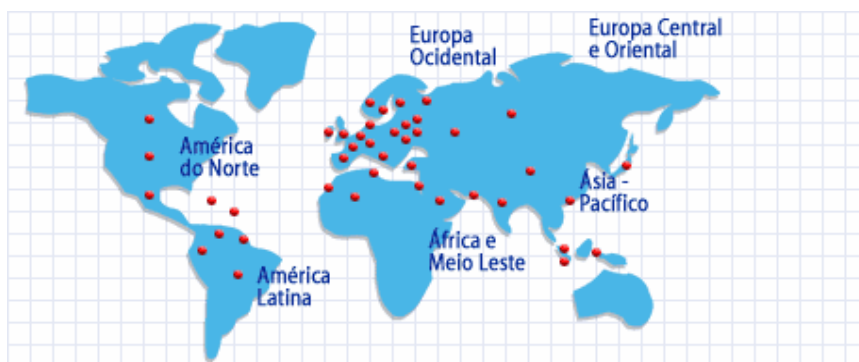 Europa
Ocidental
Europa Central
e Oriental
América
do Norte
Ásia -
Pacífico
África e
Meio Leste
América
Latina